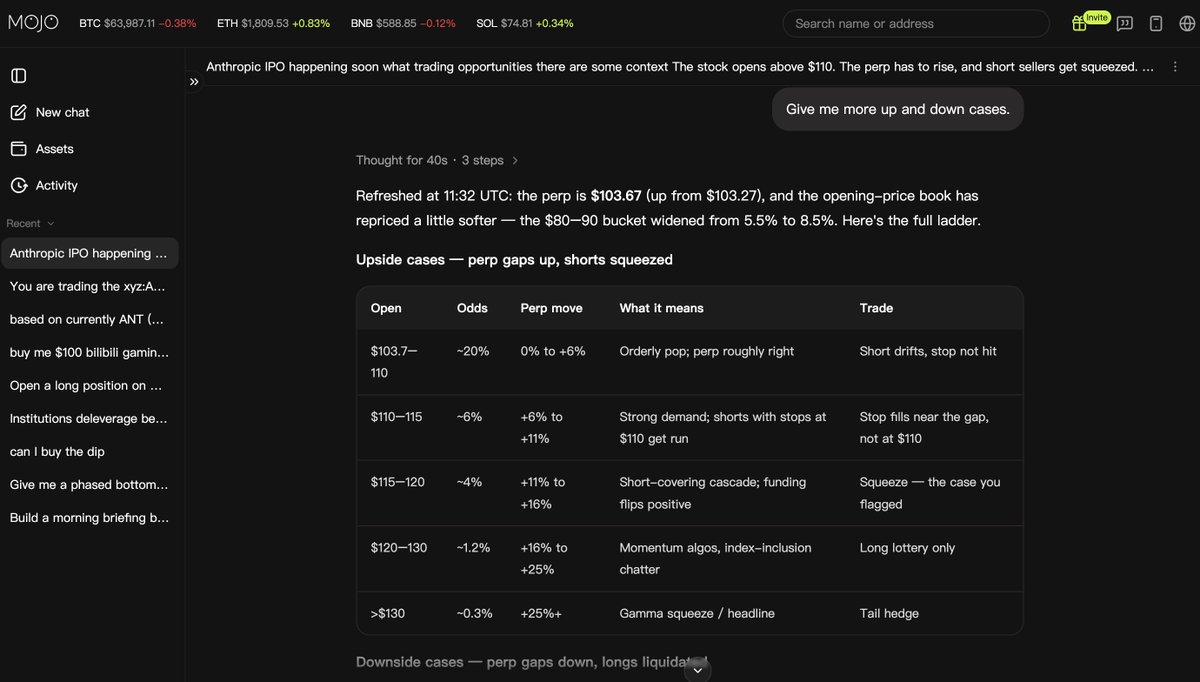 MOJO BTC $63,987.11 −0.38% ETH $1,809.53 +0.83% BNB $588.85 −0.12% SOL $74.81 +0.34% Search name or address Invite
Anthropic IPO happening soon what trading opportunities there are some context The stock opens above $110. The perp has to rise, and short sellers get squeezed. ...
New chat
Assets
Activity
Recent
Anthropic IPO happening ...
You are trading the xyz:A...
based on currently ANT (...
buy me $100 bilibili gamin...
Open a long position on ...
Institutions deleverage be...
can I buy the dip
Give me a phased bottom...
Build a morning briefing b...
Give me more up and down cases.
Thought for 40s · 3 steps
Refreshed at 11:32 UTC: the perp is $103.67 (up from $103.27), and the opening-price book has
repriced a little softer — the $80—90 bucket widened from 5.5% to 8.5%. Here's the full ladder.
Upside cases — perp gaps up, shorts squeezed
Open Odds Perp move What it means Trade
$103.7— ~20% 0% to +6% Orderly pop; perp roughly right Short drifts, stop not hit
110
$110—115 ~6% +6% to Strong demand; shorts with stops at Stop fills near the gap,
+11% $110 get run not at $110
$115—120 ~4% +11% to Short-covering cascade; funding Squeeze — the case you
+16% flips positive flagged
$120—130 ~1.2% +16% to Momentum algos, index-inclusion Long lottery only
+25% chatter
>$130 ~0.3% +25%+ Gamma squeeze / headline Tail hedge
Downside cases — perp gaps down, longs liquidated